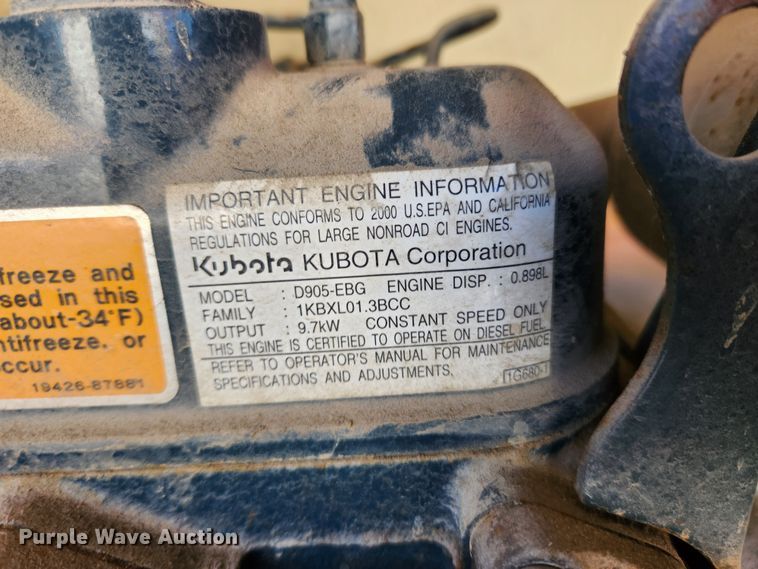 IMPORTANT ENGINE INFORMATION
THIS ENGINE CONFORMS TO 2000 U.S.EPA AND CALIFORNIA
REGULATIONS FOR LARGE NONROAD CI ENGINES.
Kubota KUBOTA Corporation
MODEL : D905-EBG ENGINE DISP. : 0.898L
FAMILY : 1KBXL01.3BCC
OUTPUT : 9.7kW CONSTANT SPEED ONLY
THIS ENGINE IS CERTIFIED TO OPERATE ON DIESEL FUEL.
REFER TO OPERATOR'S MANUAL FOR MAINTENANCE
SPECIFICATIONS AND ADJUSTMENTS.
1G680-1
freeze and
sed in this
about-34°F)
ntifreeze, or
ccur.
19426-87881
Purple Wave Auction